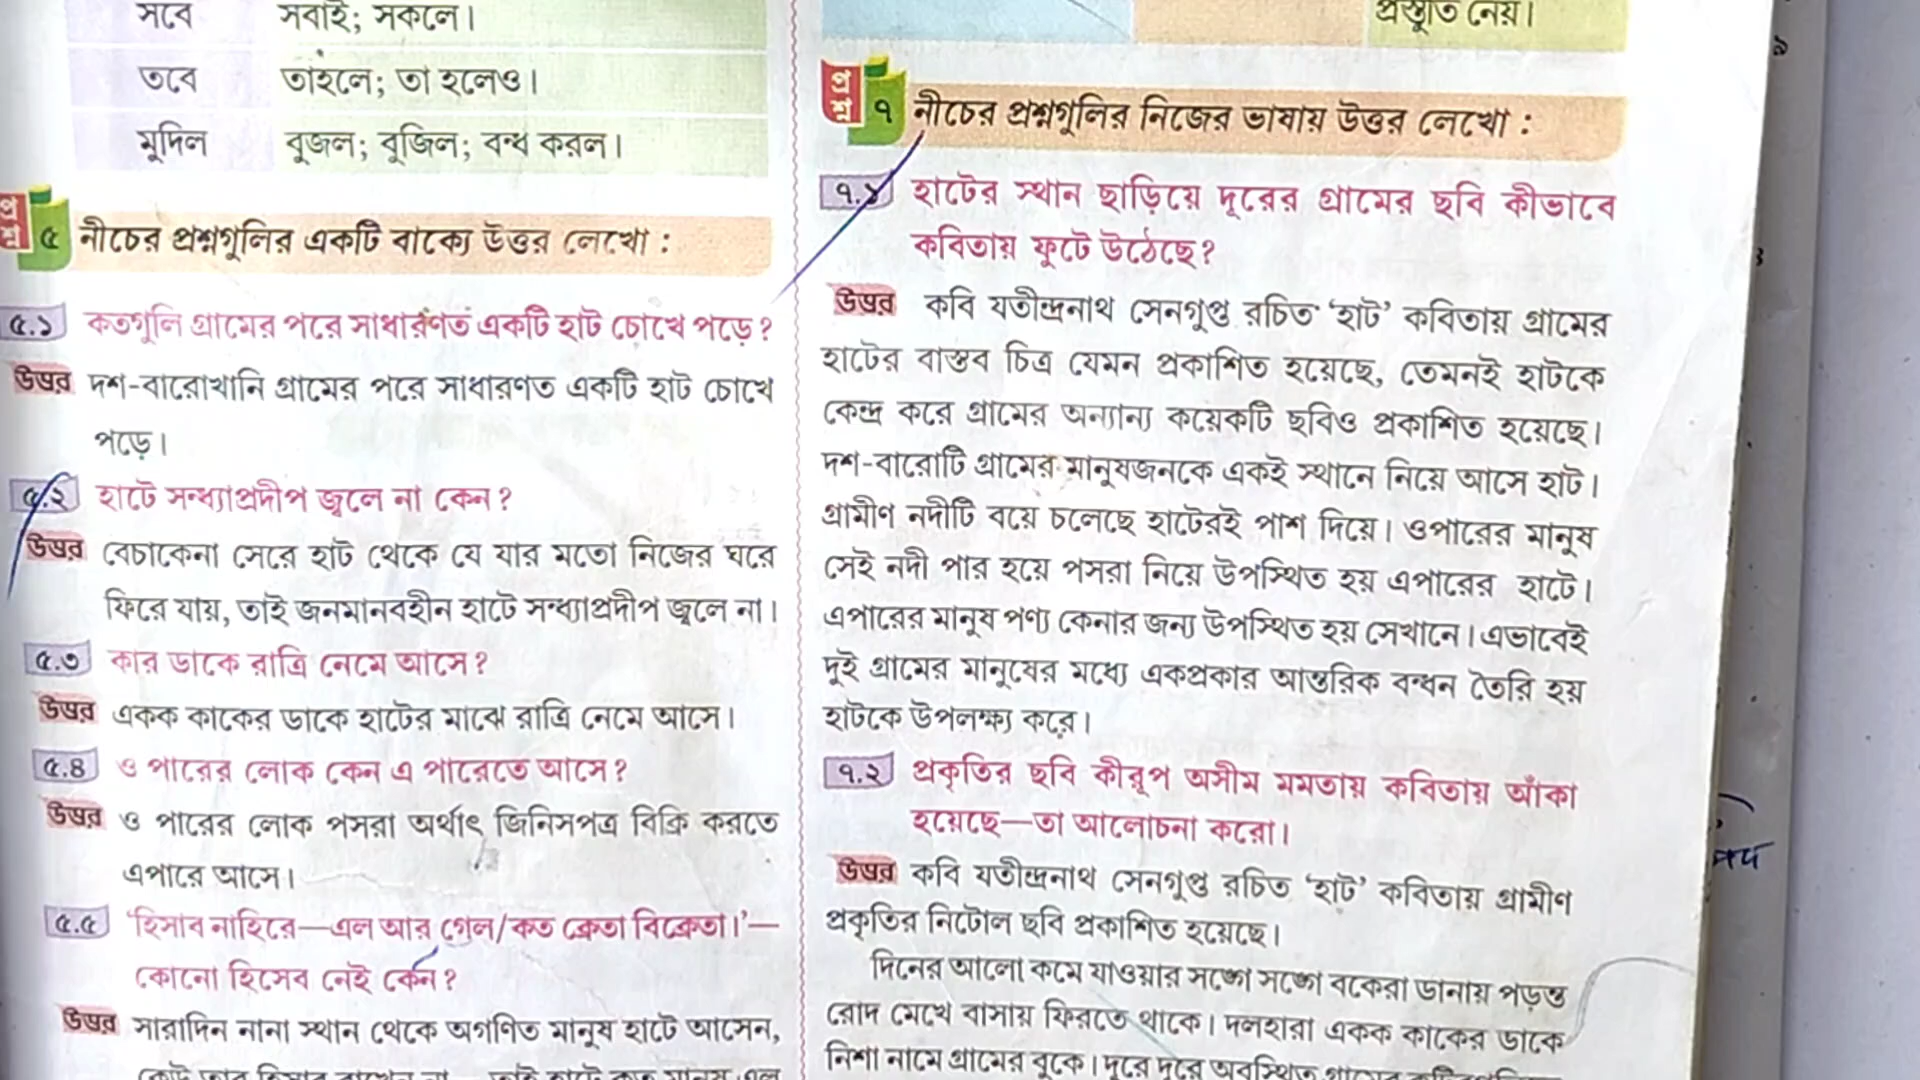 সবে সবাই; সকলে।
তবে তাহলে; তা হলেও।
মুদিল বুজল; বুজিল; বন্ধ করল।
প্রশ্ন ৫ নীচের প্রশ্নগুলির একটি বাক্যে উত্তর লেখো :
৫.১ কতগুলি গ্রামের পরে সাধারণত একটি হাট চোখে পড়ে?
উত্তর দশ-বারোখানি গ্রামের পরে সাধারণত একটি হাট চোখে
পড়ে।
৫.২ হাটে সন্ধ্যাপ্রদীপ জ্বলে না কেন?
উত্তর বেচাকেনা সেরে হাট থেকে যে যার মতো নিজের ঘরে
ফিরে যায়, তাই জনমানবহীন হাটে সন্ধ্যাপ্রদীপ জ্বলে না।
৫.৩ কার ডাকে রাত্রি নেমে আসে?
উত্তর একক কাকের ডাকে হাটের মাঝে রাত্রি নেমে আসে।
৫.৪ ও পারের লোক কেন এ পারেতে আসে?
উত্তর ও পারের লোক পসরা অর্থাৎ জিনিসপত্র বিক্রি করতে
এপারে আসে।
৫.৫ ‘হিসাব নাহিরে—এল আর গেল/কত ক্রেতা বিক্রেতা।’—
কোনো হিসেব নেই কেন?
উত্তর সারাদিন নানা স্থান থেকে অগণিত মানুষ হাটে আসেন,
প্রস্তুতি নেয়।
প্রশ্ন ৭ নীচের প্রশ্নগুলির নিজের ভাষায় উত্তর লেখো :
৭.১ হাটের স্থান ছাড়িয়ে দূরের গ্রামের ছবি কীভাবে
কবিতায় ফুটে উঠেছে?
উত্তর কবি যতীন্দ্রনাথ সেনগুপ্ত রচিত ‘হাট’ কবিতায় গ্রামের
হাটের বাস্তব চিত্র যেমন প্রকাশিত হয়েছে, তেমনই হাটকে
কেন্দ্র করে গ্রামের অন্যান্য কয়েকটি ছবিও প্রকাশিত হয়েছে।
দশ-বারোটি গ্রামের মানুষজনকে একই স্থানে নিয়ে আসে হাট।
গ্রামীণ নদীটি বয়ে চলেছে হাটেরই পাশ দিয়ে। ওপারের মানুষ
সেই নদী পার হয়ে পসরা নিয়ে উপস্থিত হয় এপারের হাটে।
এপারের মানুষ পণ্য কেনার জন্য উপস্থিত হয় সেখানে। এভাবেই
দুই গ্রামের মানুষের মধ্যে একপ্রকার আন্তরিক বন্ধন তৈরি হয়
হাটকে উপলক্ষ্য করে।
৭.২ প্রকৃতির ছবি কীরূপ অসীম মমতায় কবিতায় আঁকা
হয়েছে—তা আলোচনা করো।
উত্তর কবি যতীন্দ্রনাথ সেনগুপ্ত রচিত ‘হাট’ কবিতায় গ্রামীণ
প্রকৃতির নিটোল ছবি প্রকাশিত হয়েছে।
দিনের আলো কমে যাওয়ার সঙ্গে সঙ্গে বকেরা ডানায় পড়ন্ত
রোদ মেখে বাসায় ফিরতে থাকে। দলহারা একক কাকের ডাকে
নিশা নামে গ্রামের বুকে। দূরে দূরে অবস্থিত গ্রামের